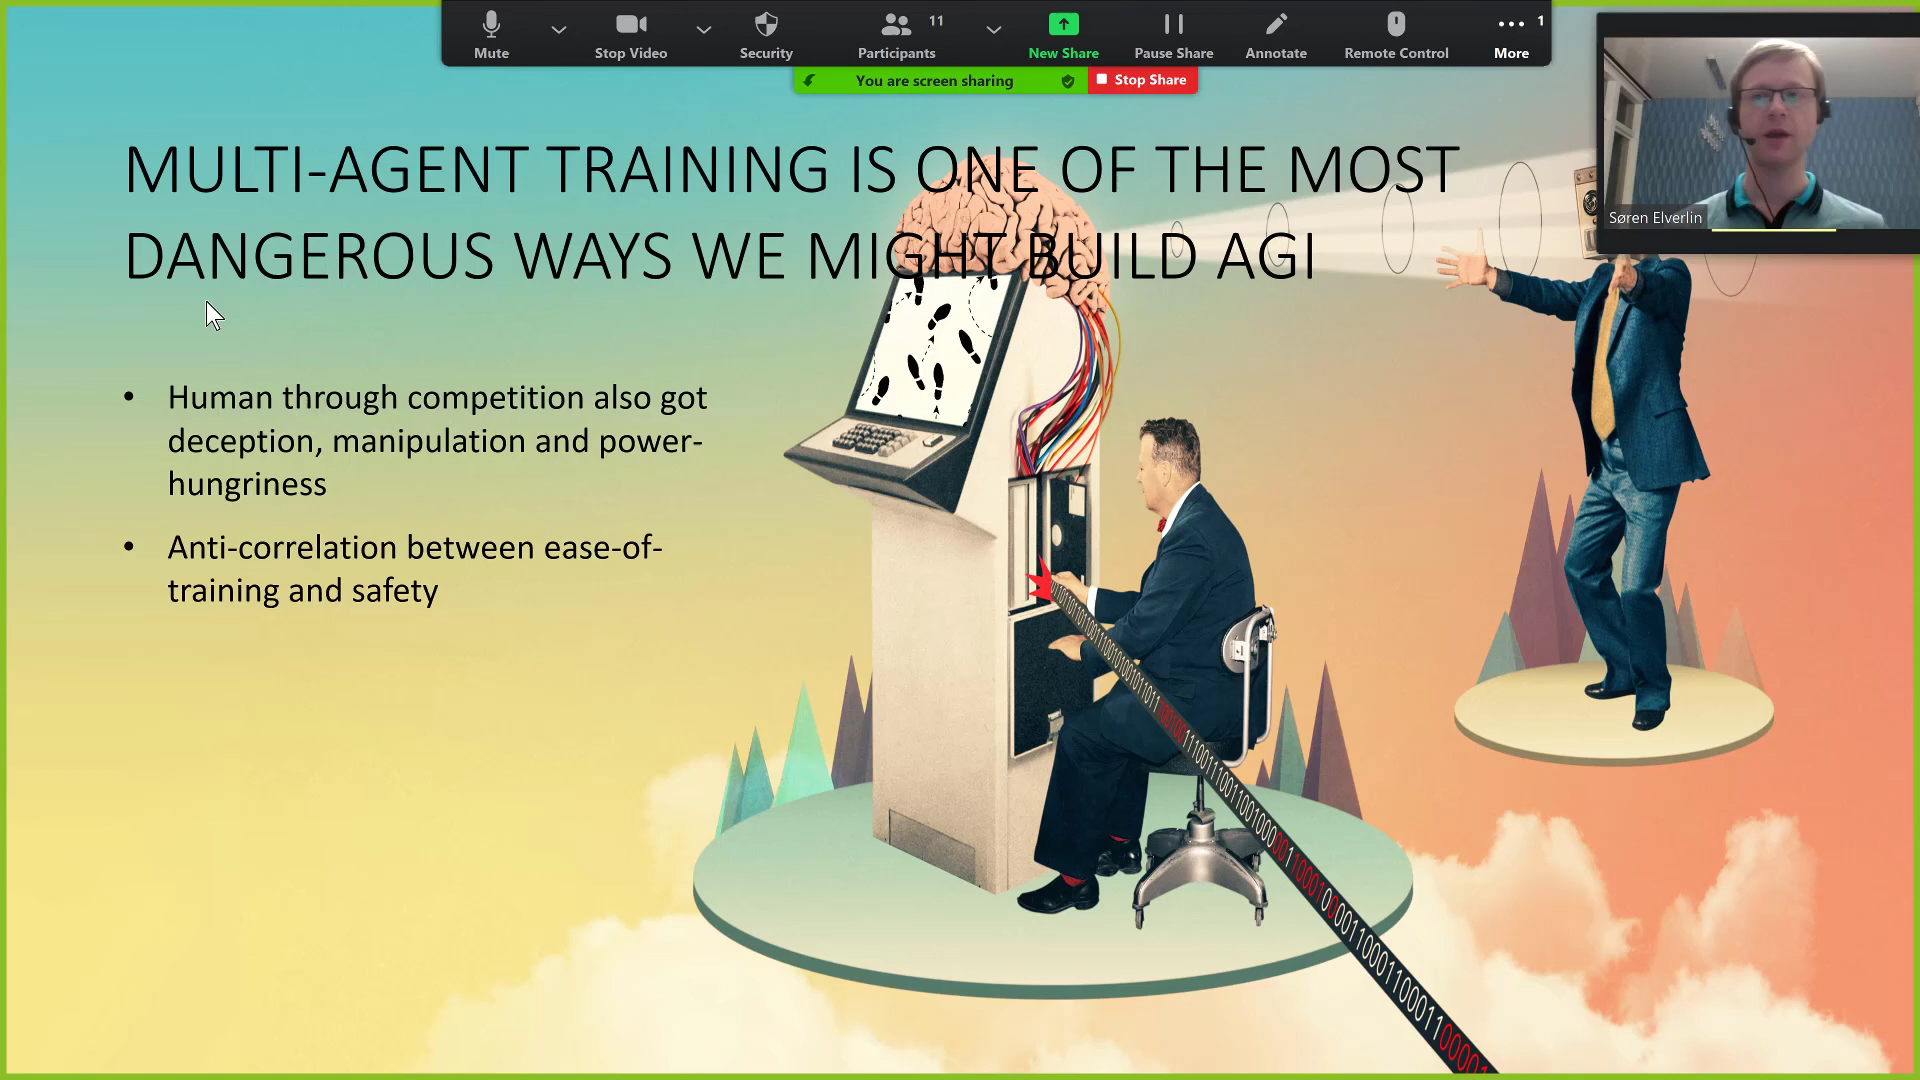 Mute
Stop Video
Security
Participants
11
New Share
Pause Share
Annotate
Remote Control
More
1
You are screen sharing
Stop Share
Søren Elverlin
MULTI-AGENT TRAINING IS ONE OF THE MOST
DANGEROUS WAYS WE MIGHT BUILD AGI
• Human through competition also got
deception, manipulation and power-
hungriness
• Anti-correlation between ease-of-
training and safety